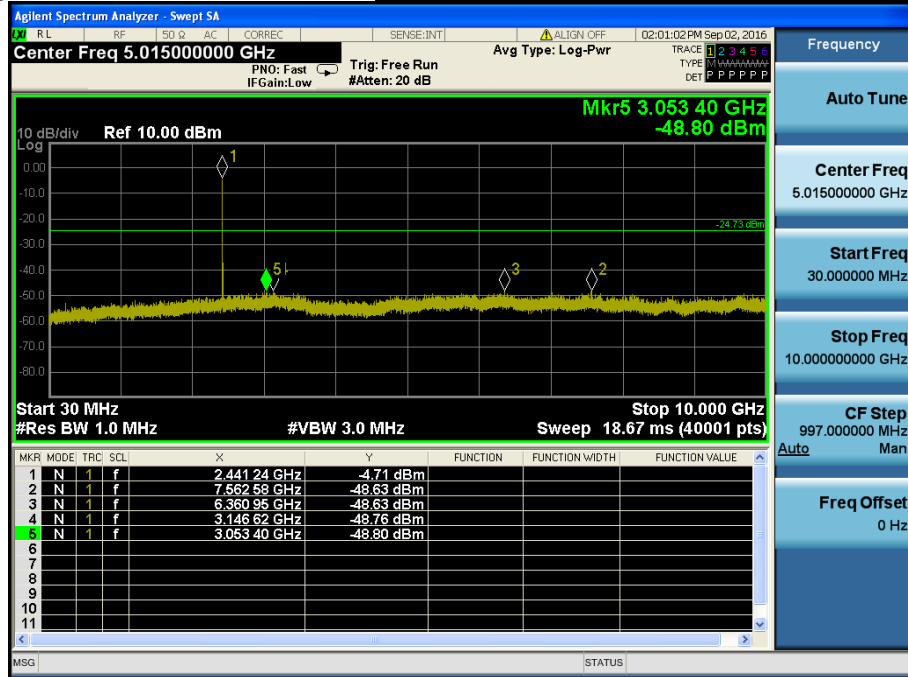 Agilent Spectrum Analyzer - Swept SA
LXI RL RF 50 Ω AC CORREC SENSE:INT ALIGN OFF 02:01:02 PM Sep 02, 2016
Center Freq 5.015000000 GHz Avg Type: Log-Pwr TRACE 1 2 3 4 5 6
PNO: Fast Trig: Free Run TYPE M WWWWW
IFGain:Low #Atten: 20 dB DET P P P P P P
Mkr5 3.053 40 GHz
10 dB/div Ref 10.00 dBm -48.80 dBm
Log
0.00
-10.0
-20.0
-24.73 dBm
-30.0
-40.0
-50.0
-60.0
-70.0
-80.0
1
5
3
2
Start 30 MHz Stop 10.000 GHz
#Res BW 1.0 MHz #VBW 3.0 MHz Sweep 18.67 ms (40001 pts)
MKR MODE TRC SCL X Y FUNCTION FUNCTION WIDTH FUNCTION VALUE
1 N 1 f 2.441 24 GHz -4.71 dBm
2 N 1 f 7.562 58 GHz -48.63 dBm
3 N 1 f 6.360 95 GHz -48.63 dBm
4 N 1 f 3.146 62 GHz -48.76 dBm
5 N 1 f 3.053 40 GHz -48.80 dBm
6
7
8
9
10
11
MSG STATUS
Frequency
Auto Tune
Center Freq
5.015000000 GHz
Start Freq
30.000000 MHz
Stop Freq
10.000000000 GHz
CF Step
997.000000 MHz
Auto Man
Freq Offset
0 Hz